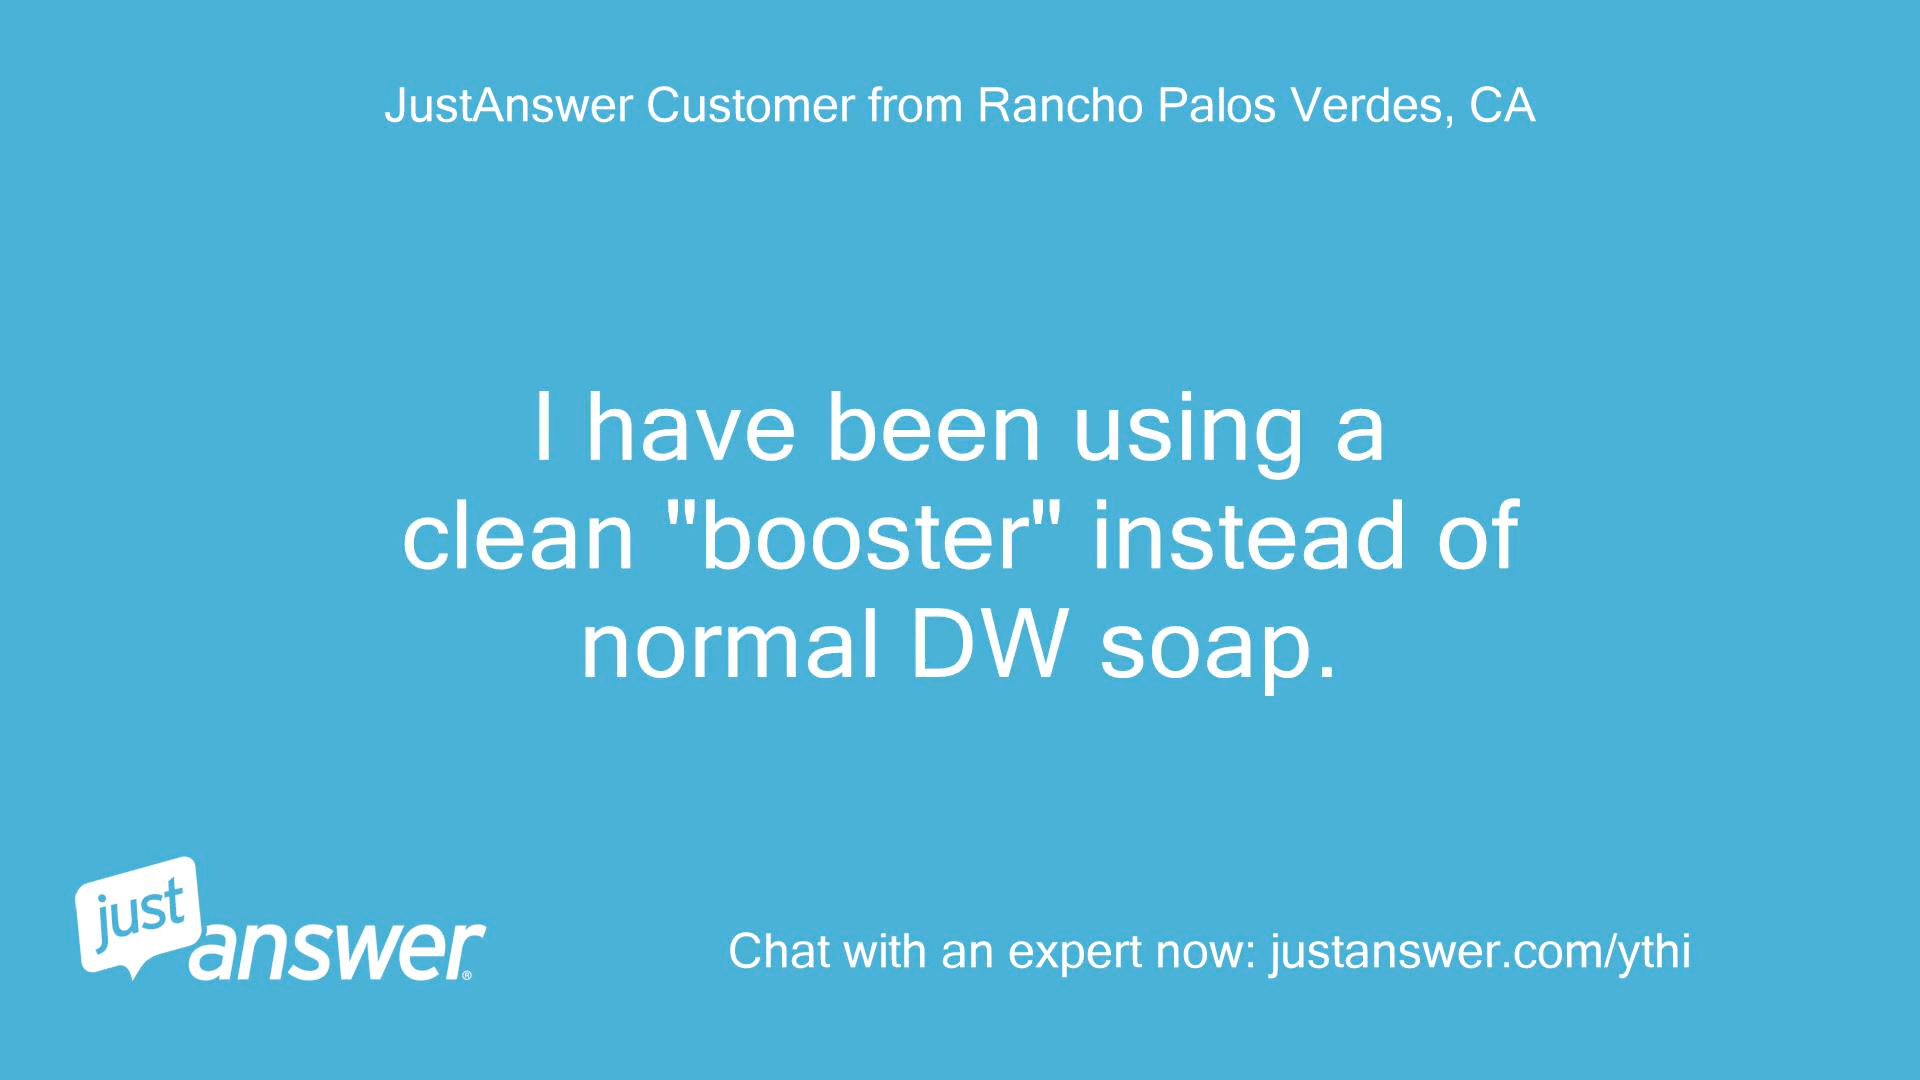 JustAnswer Customer from Rancho Palos Verdes, CA
I have been using a
clean "booster" instead of
normal DW soap.
just
answer®
Chat with an expert now: justanswer.com/ythi